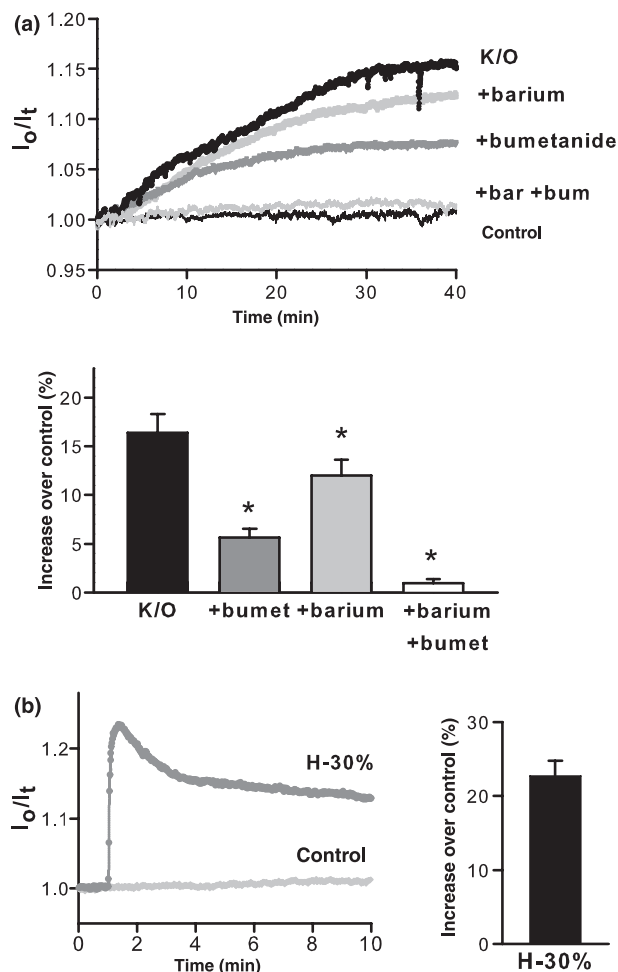 (a)
1.20
1.15
1.10
1.05
1.00
0.95
Io/It
0
10
20
30
40
Time (min)
K/O
+barium
+bumetanide
+bar +bum
Control
Increase over control (%)
20
15
10
5
0
*
*
*
K/O
+bumet
+barium
+barium
+bumet
(b)
1.2
1.1
1.0
Io/It
H-30%
Control
0
2
4
6
8
10
Time (min)
Increase over control (%)
30
20
10
0
H-30%